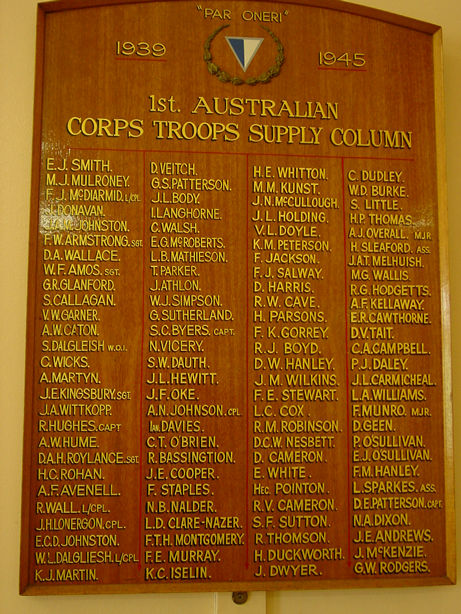 "PAR ONERI"
1939 1945
1st. AUSTRALIAN
CORPS TROOPS SUPPLY COLUMN
E.J. SMITH.
M.J. MULRONEY.
F.J. McDIARMID. L/CPL
J. DONAVAN.
JOHNSTON.
F.W. ARMSTRONG. SGT.
D.A. WALLACE.
W.F. AMOS. SGT.
G.R. GLANFORD.
S. CALLAGAN.
V.W. GARNER.
A.W. CATON.
S. DALGLEISH W.O.I.
C. WICKS.
A. MARTYN.
J.E. KINGSBURY. SGT.
J.A. WITTKOPP.
R. HUGHES. CAPT
A.W. HUME.
D.A.H. ROYLANCE. SGT.
H.C. ROHAN.
A.F. AVENELL.
R. WALL. L/CPL.
J.H. LONERGON. CPL.
E.C.D. JOHNSTON.
W.L. DALGLIESH. L/CPL
K.J. MARTIN.
D. VEITCH.
G.S. PATTERSON.
J.L. BODY.
I. LANGHORNE.
C. WALSH.
E.G. McROBERTS.
L.B. MATHIESON.
T. PARKER.
J. ATHLON.
W.J. SIMPSON.
G. SUTHERLAND.
S.C. BYERS. CAPT.
N. VICERY.
S.W. DAUTH.
J.L. HEWITT.
J.F. OKE.
A.N. JOHNSON. CPL
IAN. DAVIES.
C.T. O'BRIEN.
R. BASSINGTION.
J.E. COOPER.
F. STAPLES.
N.B. NALDER.
L.D. CLARE-NAZER.
F.T.H. MONTGOMERY.
F.E. MURRAY.
K.C. ISELIN.
H.E. WHITTON.
M.M. KUNST.
J.N. McCULLOUGH.
J.L. HOLDING.
V.L. DOYLE.
K.M. PETERSON.
F. JACKSON.
F.J. SALWAY.
D. HARRIS.
R.W. CAVE.
H. PARSONS.
F.K. GORREY.
R.J. BOYD.
D.W. HANLEY.
J.M. WILKINS.
F.E. STEWART.
L.C. COX.
R.M. ROBINSON.
D.C.W. NESBETT.
D. CAMERON.
E. WHITE.
HEC. POINTON.
R.V. CAMERON.
S.F. SUTTON.
R. THOMSON.
H. DUCKWORTH.
J. DWYER.
C. DUDLEY.
W.D. BURKE.
S. LITTLE.
H.P. THOMAS.
A.J. OVERALL. MJR
H. SLEAFORD. ASS.
J.A.T. MELHUISH.
M.G. WALLIS.
R.G. HODGETTS.
A.F. KELLAWAY.
E.R. CAWTHORNE.
D.V. TAIT.
C.A. CAMPBELL.
P.J. DALEY.
J.L. CARMICHEAL.
L.A. WILLIAMS.
F. MUNRO. MJR.
D. GEEN.
P. OSULLIVAN.
E.J. OSULLIVAN.
F.M. HANLEY.
L. SPARKES. ASS.
D.E. PATTERSON. CAPT.
N.A. DIXON.
J.E. ANDREWS.
J. McKENZIE.
G.W. RODGERS.